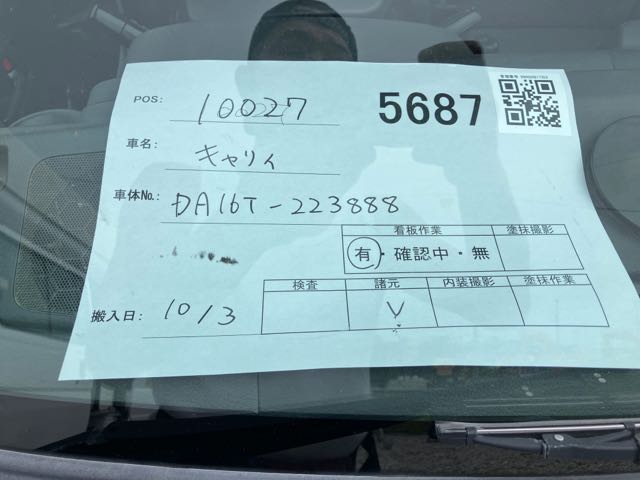 POS: 10027
5687
車名: キャリィ
車体No.: DA16T-223888
看板作業 塗抹撮影
有・確認中・無
検査 諸元 内装撮影 塗抹作業
搬入日: 10/3 V